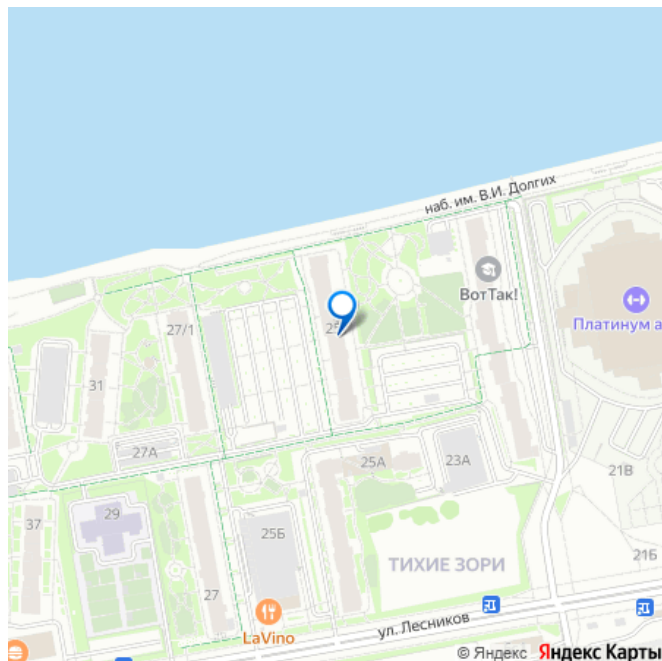 наб. им. В.И. Долгих
ВотТак!
Платинум а
27/1
25
31
27А
25А
23А
21В
37
29
25Б
ТИХИЕ ЗОРИ
21Б
27
ул. Лесников
LaVino
© Яндекс Яндекс Карты